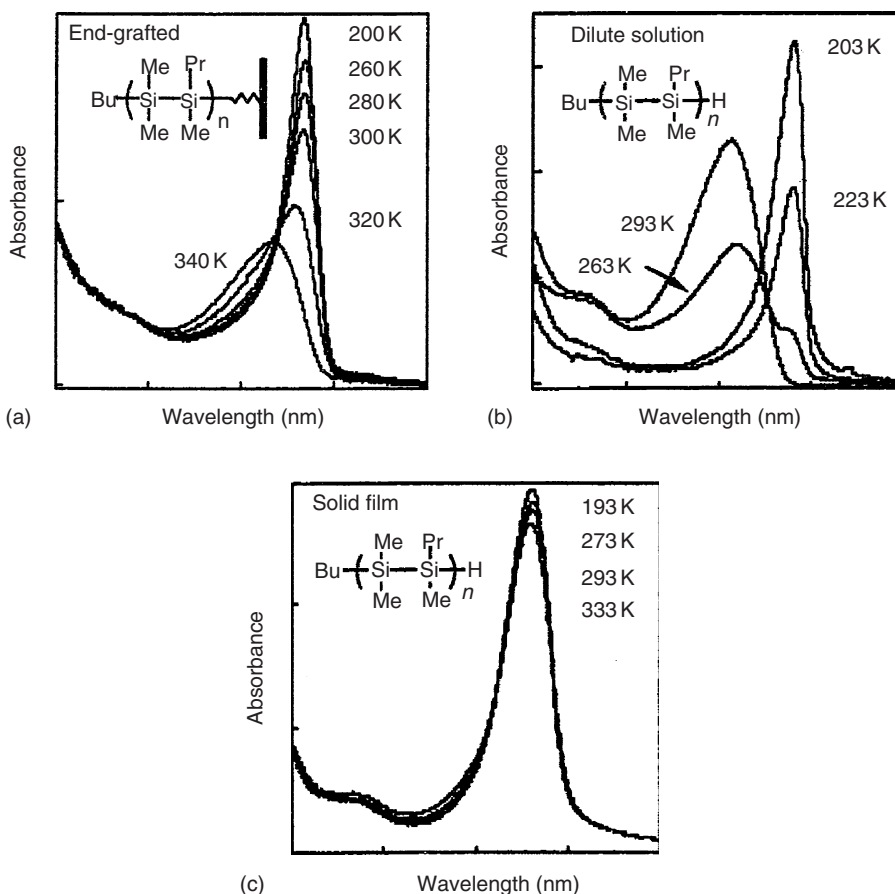 End-grafted
Me Pr
Bu ( Si Si ) n
Me Me
200 K
260 K
280 K
300 K
320 K
340 K
Absorbance
Wavelength (nm)
(a)
Dilute solution
Me Pr
Bu ( Si Si ) H n
Me Me
203 K
223 K
293 K
263 K
Absorbance
Wavelength (nm)
(b)
Solid film
Me Pr
Bu ( Si Si ) H n
Me Me
193 K
273 K
293 K
333 K
Absorbance
Wavelength (nm)
(c)